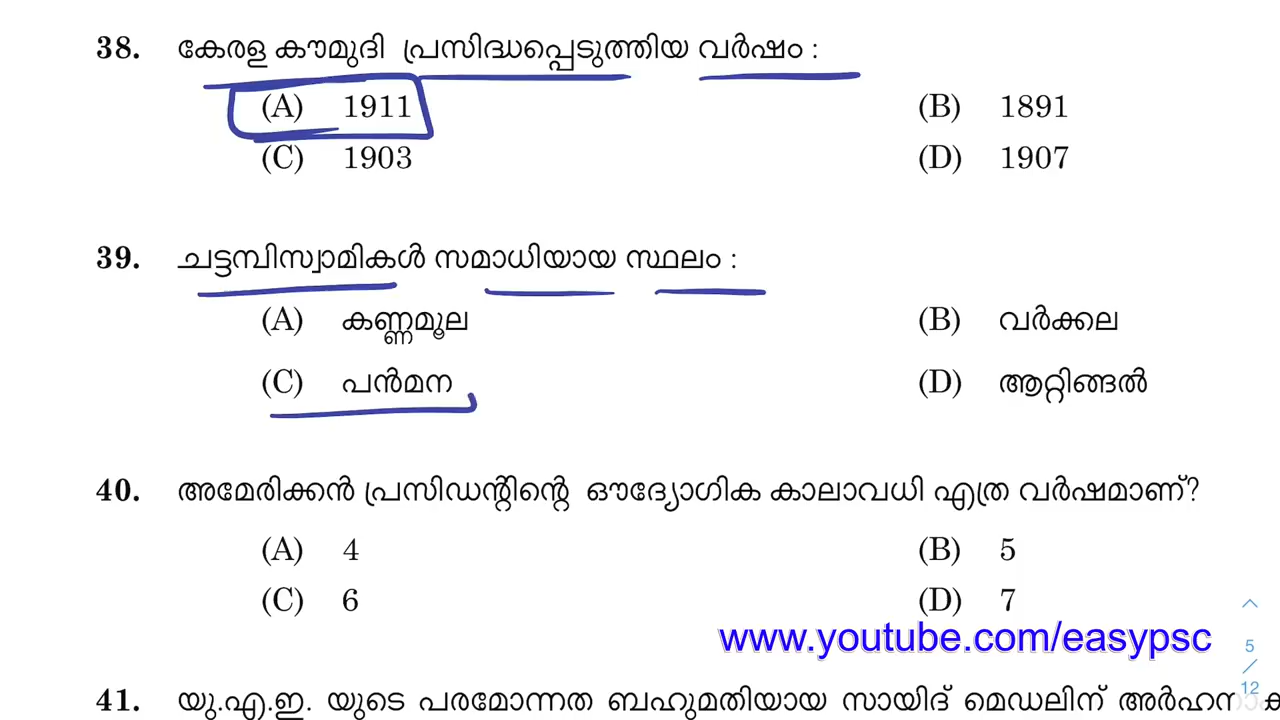 38. കേരള കൗമുദി പ്രസിദ്ധപ്പെടുത്തിയ വർഷം :
(A) 1911 (B) 1891
(C) 1903 (D) 1907
39. ചട്ടമ്പിസ്വാമികൾ സമാധിയായ സ്ഥലം :
(A) കണ്ണമൂല (B) വർക്കല
(C) പൻമന (D) ആറ്റിങ്ങൽ
40. അമേരിക്കൻ പ്രസിഡന്റിന്റെ ഔദ്യോഗിക കാലാവധി എത്ര വർഷമാണ്?
(A) 4 (B) 5
(C) 6 (D) 7
www.youtube.com/easypsc
5
/
12
41. യു.എ.ഇ. യുടെ പരമോന്നത ബഹുമതിയായ സായിദ് മെഡലിന്